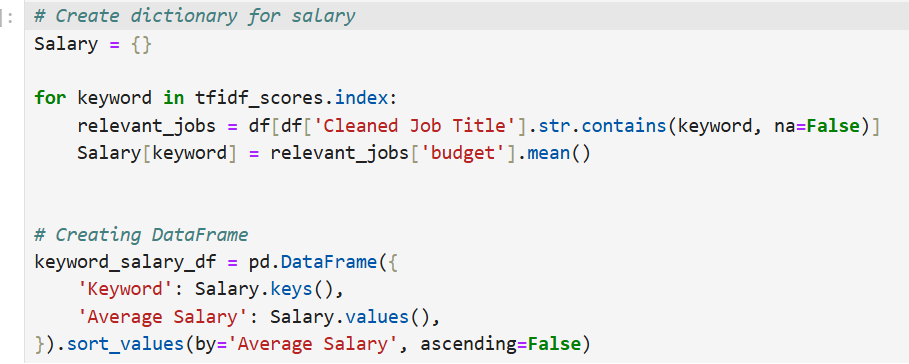 ]: # Create dictionary for salary
Salary = {}
for keyword in tfidf_scores.index:
    relevant_jobs = df[df['Cleaned Job Title'].str.contains(keyword, na=False)]
    Salary[keyword] = relevant_jobs['budget'].mean()
# Creating DataFrame
keyword_salary_df = pd.DataFrame({
    'Keyword': Salary.keys(),
    'Average Salary': Salary.values(),
}).sort_values(by='Average Salary', ascending=False)